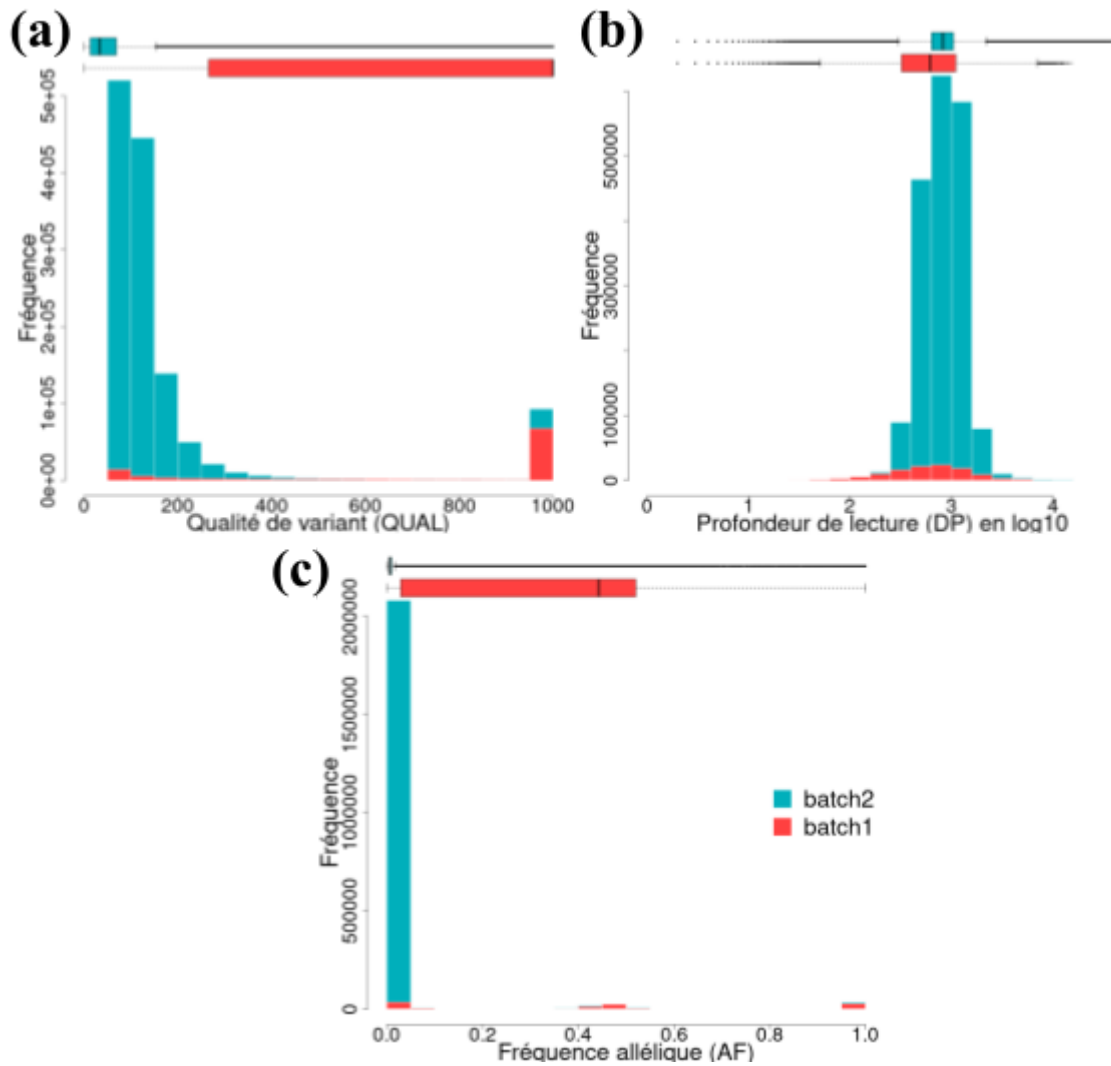 (a)
Fréquence
0e+00 1e+05 2e+05 3e+05 4e+05 5e+05
0 200 400 600 800 1000
Qualité de variant (QUAL)
(b)
Fréquence
0 100000 300000 500000
0 2 3 4
Profondeur de lecture (DP) en log10
(c)
Fréquence
0 500000 1000000 1500000 2000000
batch2
batch1
0.0 0.2 0.4 0.6 0.8 1.0
Fréquence allélique (AF)